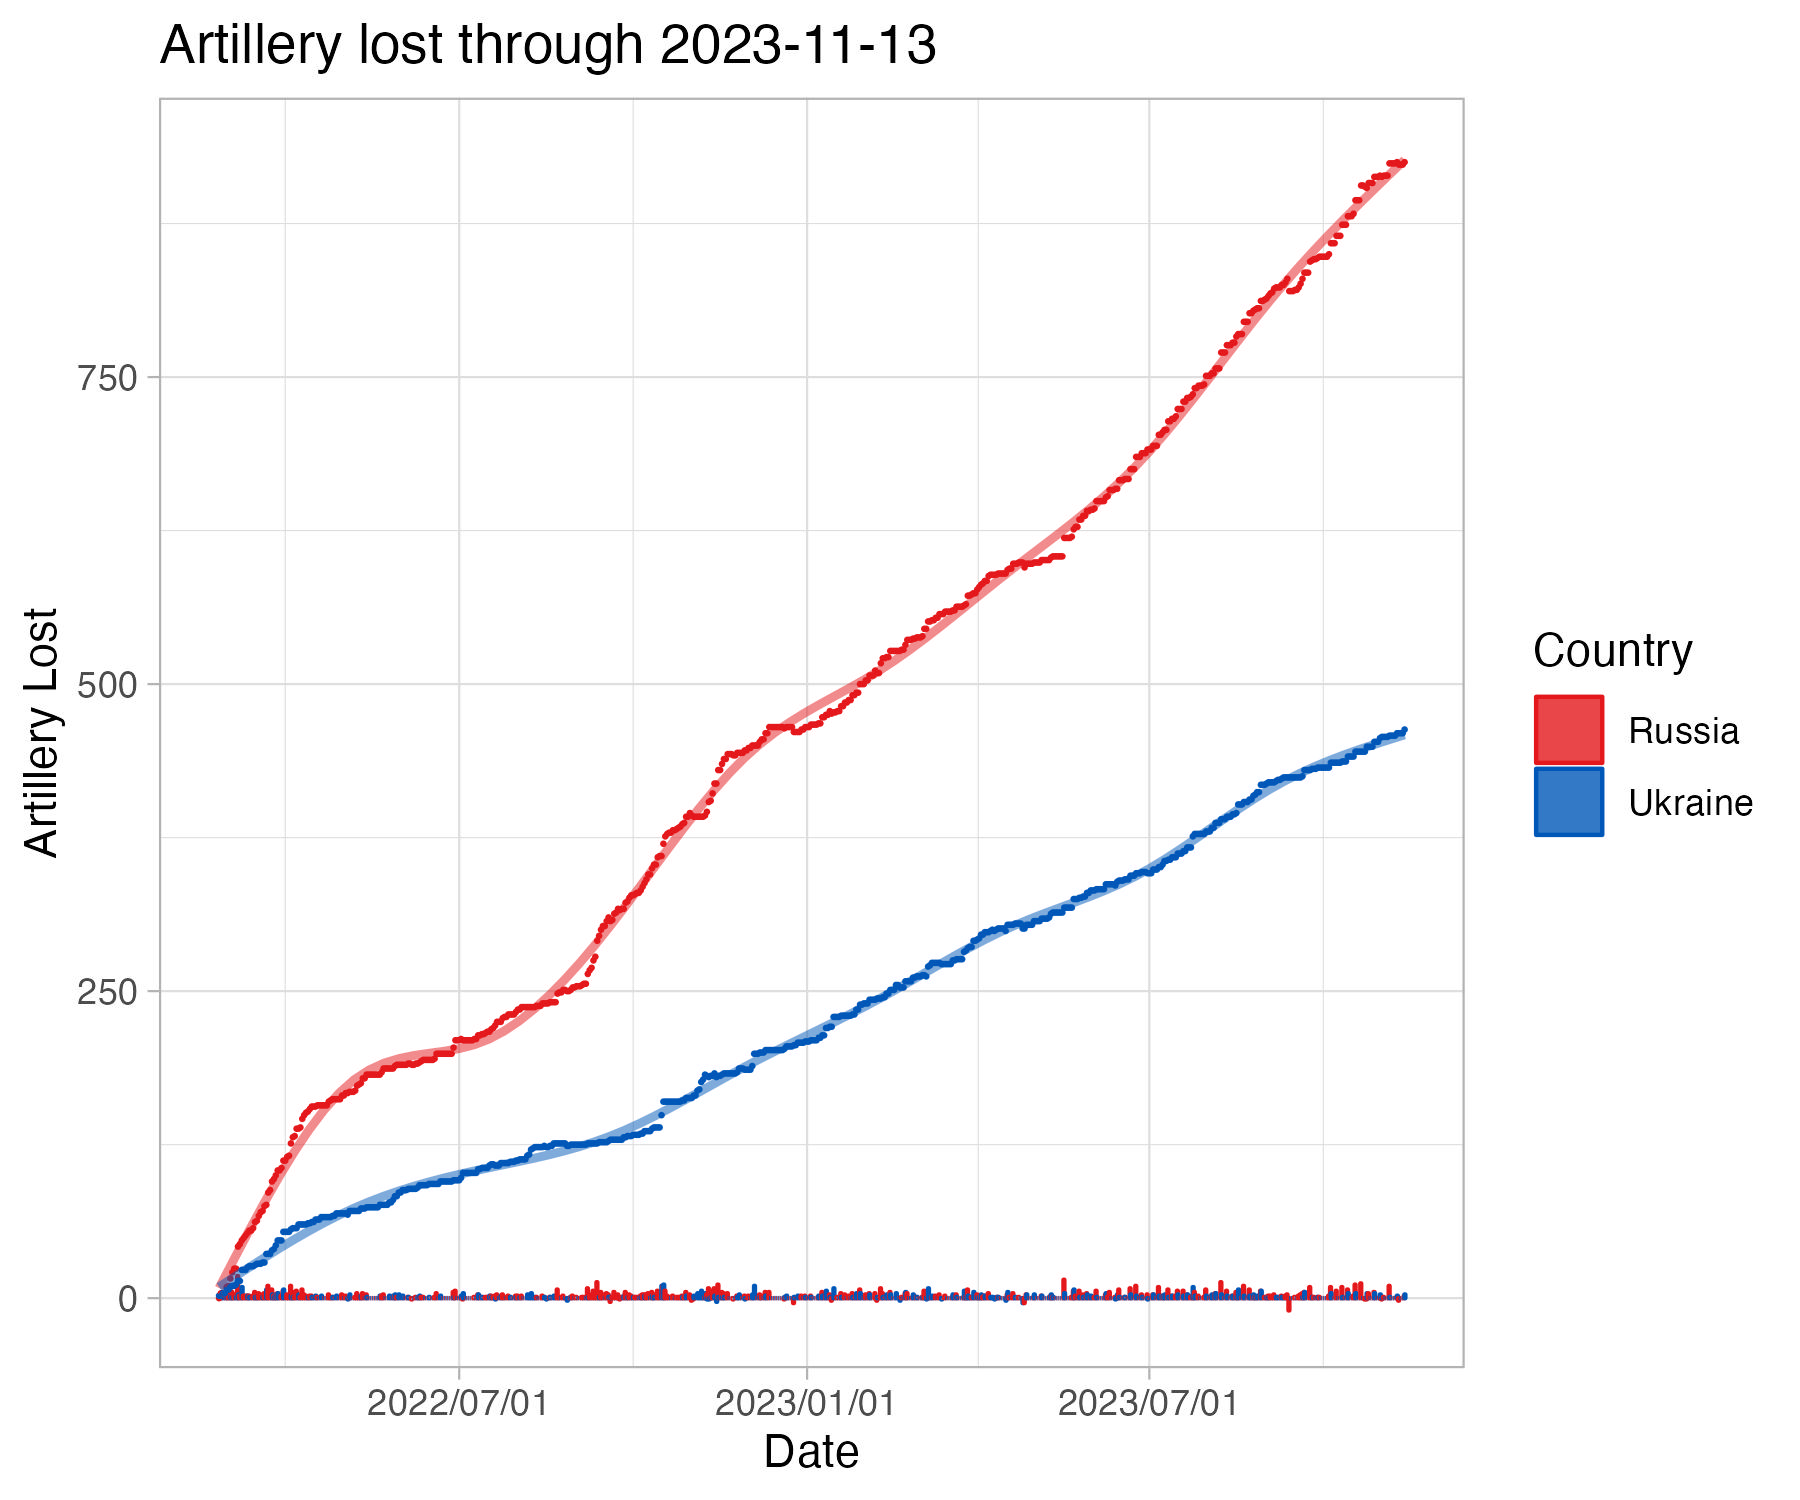 Artillery lost through 2023-11-13
Artillery Lost
750
500
250
0
2022/07/01 2023/01/01 2023/07/01
Date
Country
Russia
Ukraine